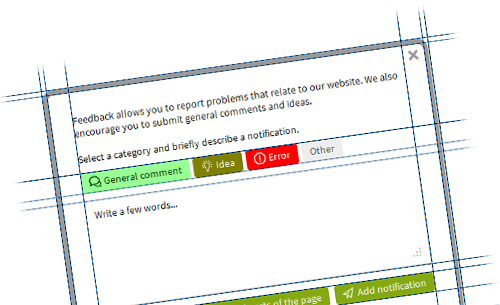 Feedback allows you to report problems that relate to our website. We also
encourage you to submit general comments and ideas.
Select a category and briefly describe a notification.
General comment Idea Error Other
Write a few words...
of the page Add notification